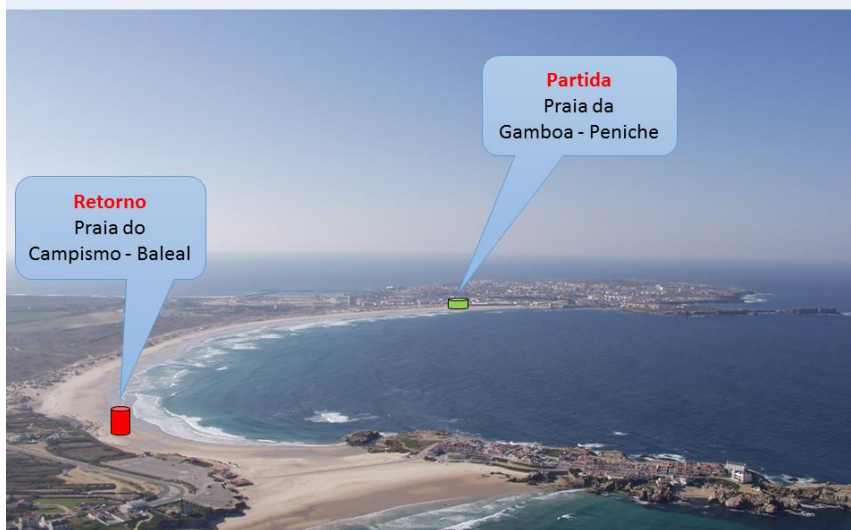 Retorno
Praia do
Campismo - Baleal
Partida
Praia da
Gamboa - Peniche